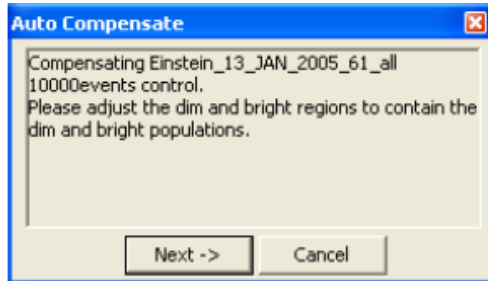 Auto Compensate
Compensating Einstein_13_JAN_2005_61_all
10000events control.
Please adjust the dim and bright regions to contain the
dim and bright populations.
Next ->
Cancel